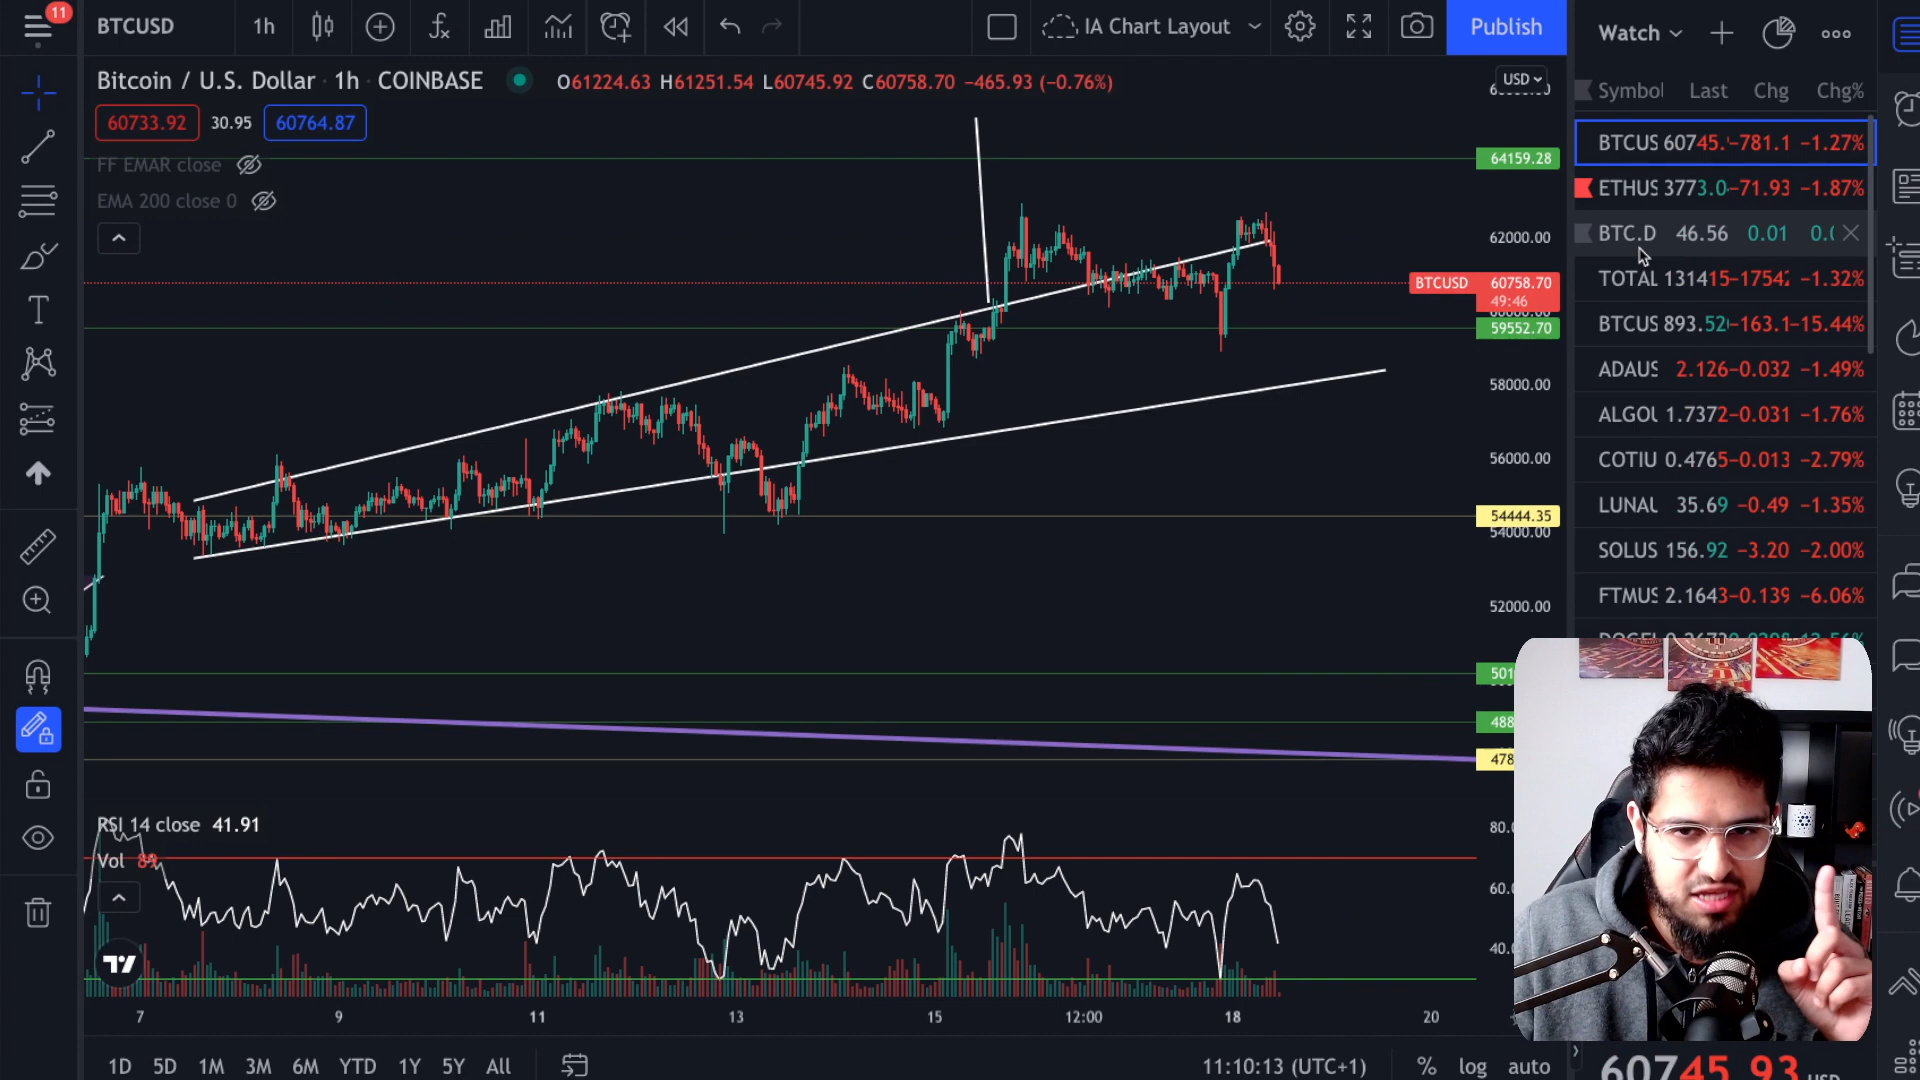 11
BTCUSD
1h
IA Chart Layout
Publish
Watch
Bitcoin / U.S. Dollar · 1h · COINBASE
O61224.63 H61251.54 L60745.92 C60758.70 −465.93 (−0.76%)
USD
60733.92
30.95
60764.87
FF EMAR close
EMA 200 close 0
64159.28
62000.00
BTCUSD 60758.70
49:46
59552.70
58000.00
56000.00
54444.35
54000.00
52000.00
501
488
478
Symbol Last Chg Chg%
BTCUS 60745. −781.1 −1.27%
ETHUS 3773.0 −71.93 −1.87%
BTC.D 46.56 0.01 0.0
TOTAL 131415 −1754 −1.32%
BTCUS 893.52 −163.1 −15.44%
ADAUS 2.126 −0.032 −1.49%
ALGOU 1.7372 −0.031 −1.76%
COTIU 0.4765 −0.013 −2.79%
LUNAU 35.69 −0.49 −1.35%
SOLUS 156.92 −3.20 −2.00%
FTMUS 2.1643 −0.139 −6.06%
RSI 14 close 41.91
Vol 89
80.
60.
40.
7 9 11 13 15 12:00 18 20
1D 5D 1M 3M 6M YTD 1Y 5Y All
11:10:13 (UTC+1)
% log auto
60745.93 USD